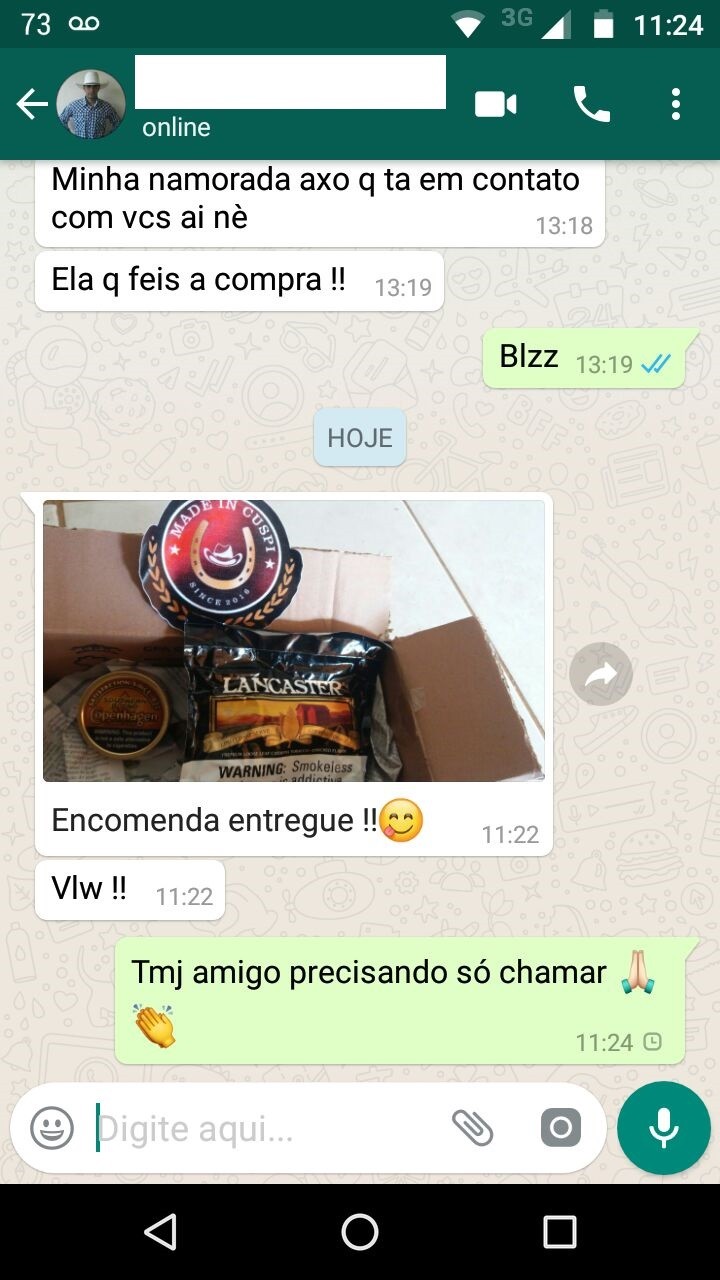 73
3G
11:24
online
Minha namorada axo q ta em contato
com vcs ai nè
13:18
Ela q feis a compra !!
13:19
Blzz
13:19
HOJE
MADE IN CUSPI
SINCE 2016
Copenhagen
LANCASTER
WARNING: Smokeless
is addictive
Encomenda entregue !!😋
11:22
Vlw !!
11:22
Tmj amigo precisando só chamar 🙏🏻
👏
11:24
Digite aqui...